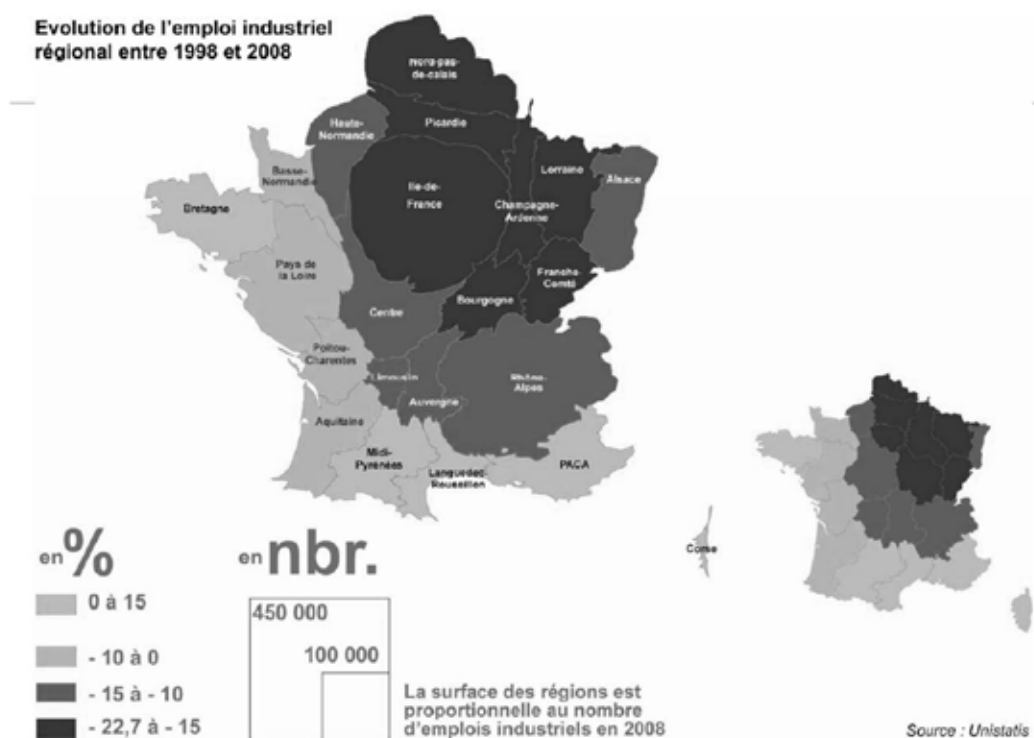 Evolution de l'emploi industriel
régional entre 1998 et 2008
Nord-pas-
de-calais
Picardie
Haute-
Normandie
Basse-
Normandie
Ile-de-
France
Lorraine
Alsace
Champagne-
Ardenne
Bretagne
Pays de
la Loire
Centre
Bourgogne
Franche-
Comté
Poitou-
Charentes
Limousin
Auvergne
Rhône-
Alpes
Aquitaine
Midi-
Pyrénées
Languedoc-
Roussillon
PACA
Corse
en %
0 à 15
- 10 à 0
- 15 à - 10
- 22,7 à - 15
en nbr.
450 000
100 000
La surface des régions est
proportionnelle au nombre
d'emplois industriels en 2008
Source : Unistatis